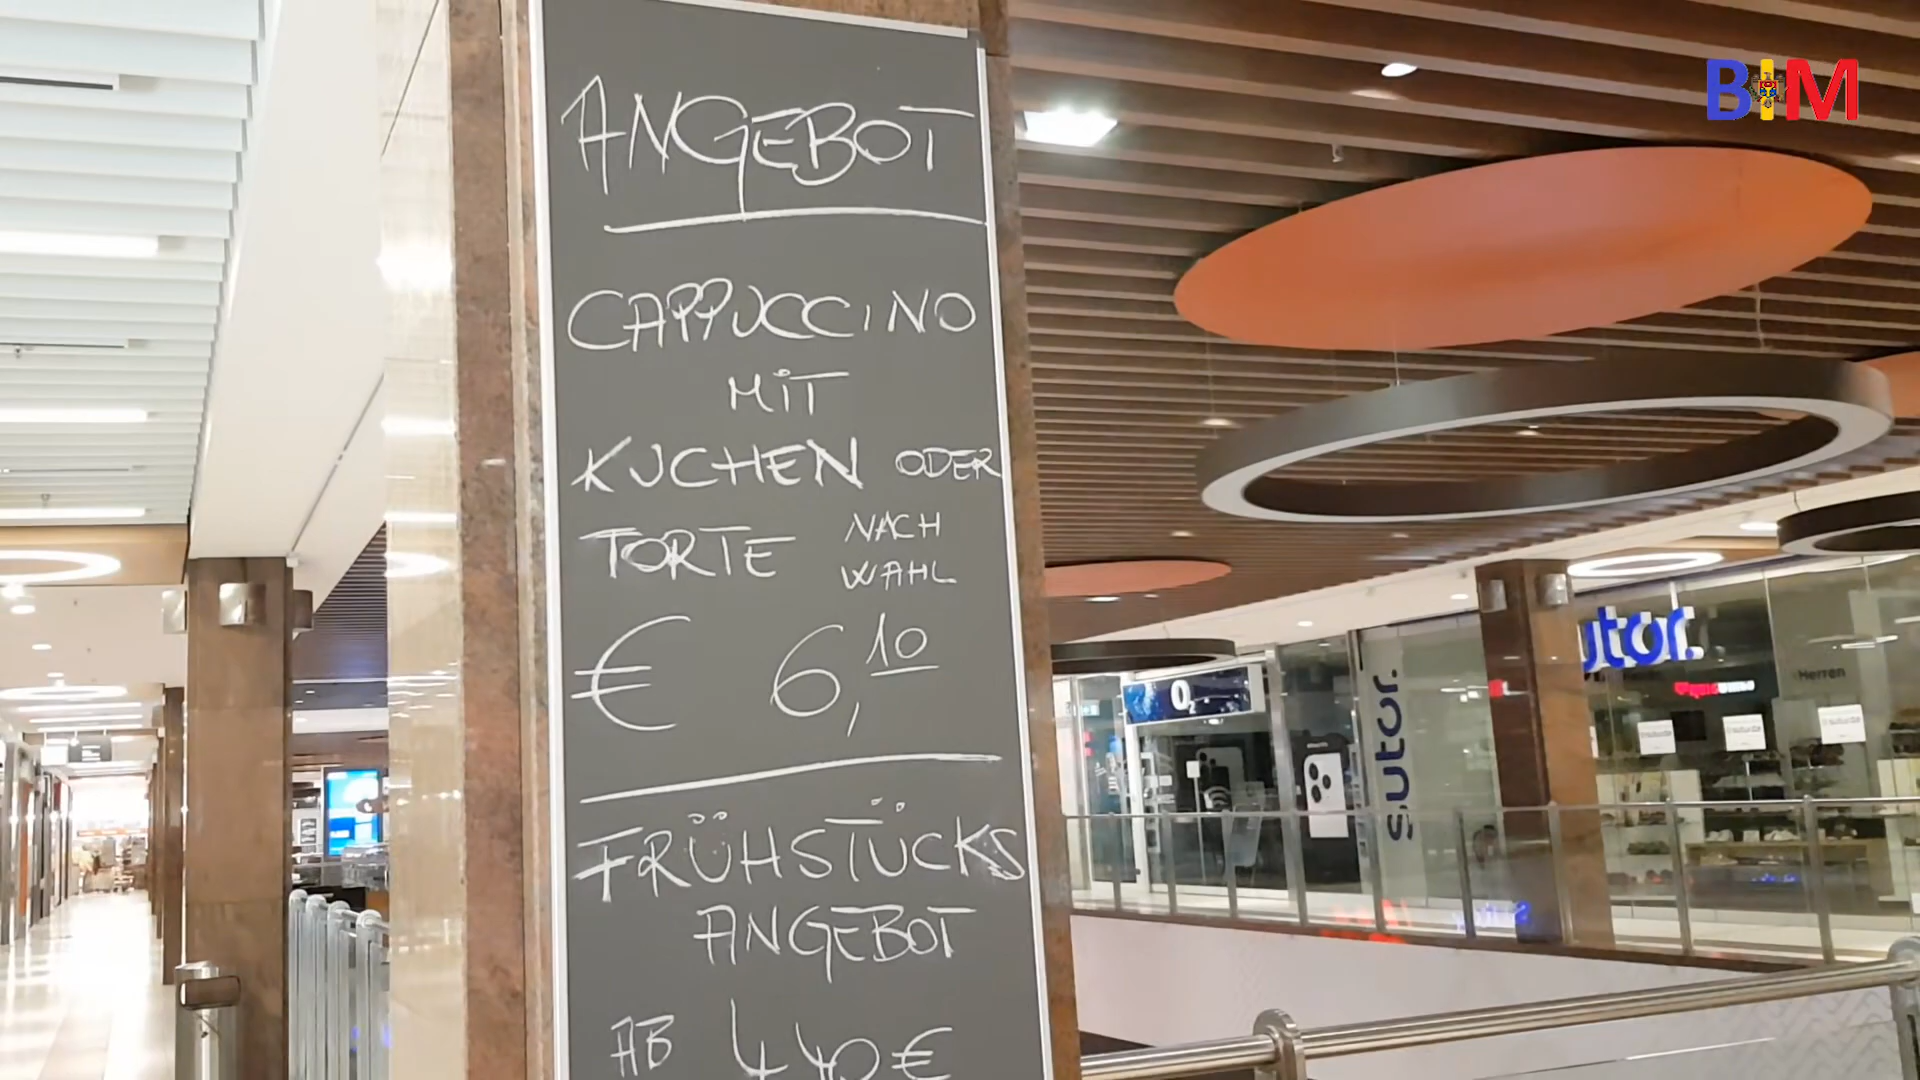 ANGEBOT
CAPPUCCINO
MIT
KUCHEN ODER
TORTE NACH WAHL
€ 6,10
FRÜHSTÜCKS
ANGEBOT
AB 4,40 €
BIM
O2
sutor.
utor.
Herren